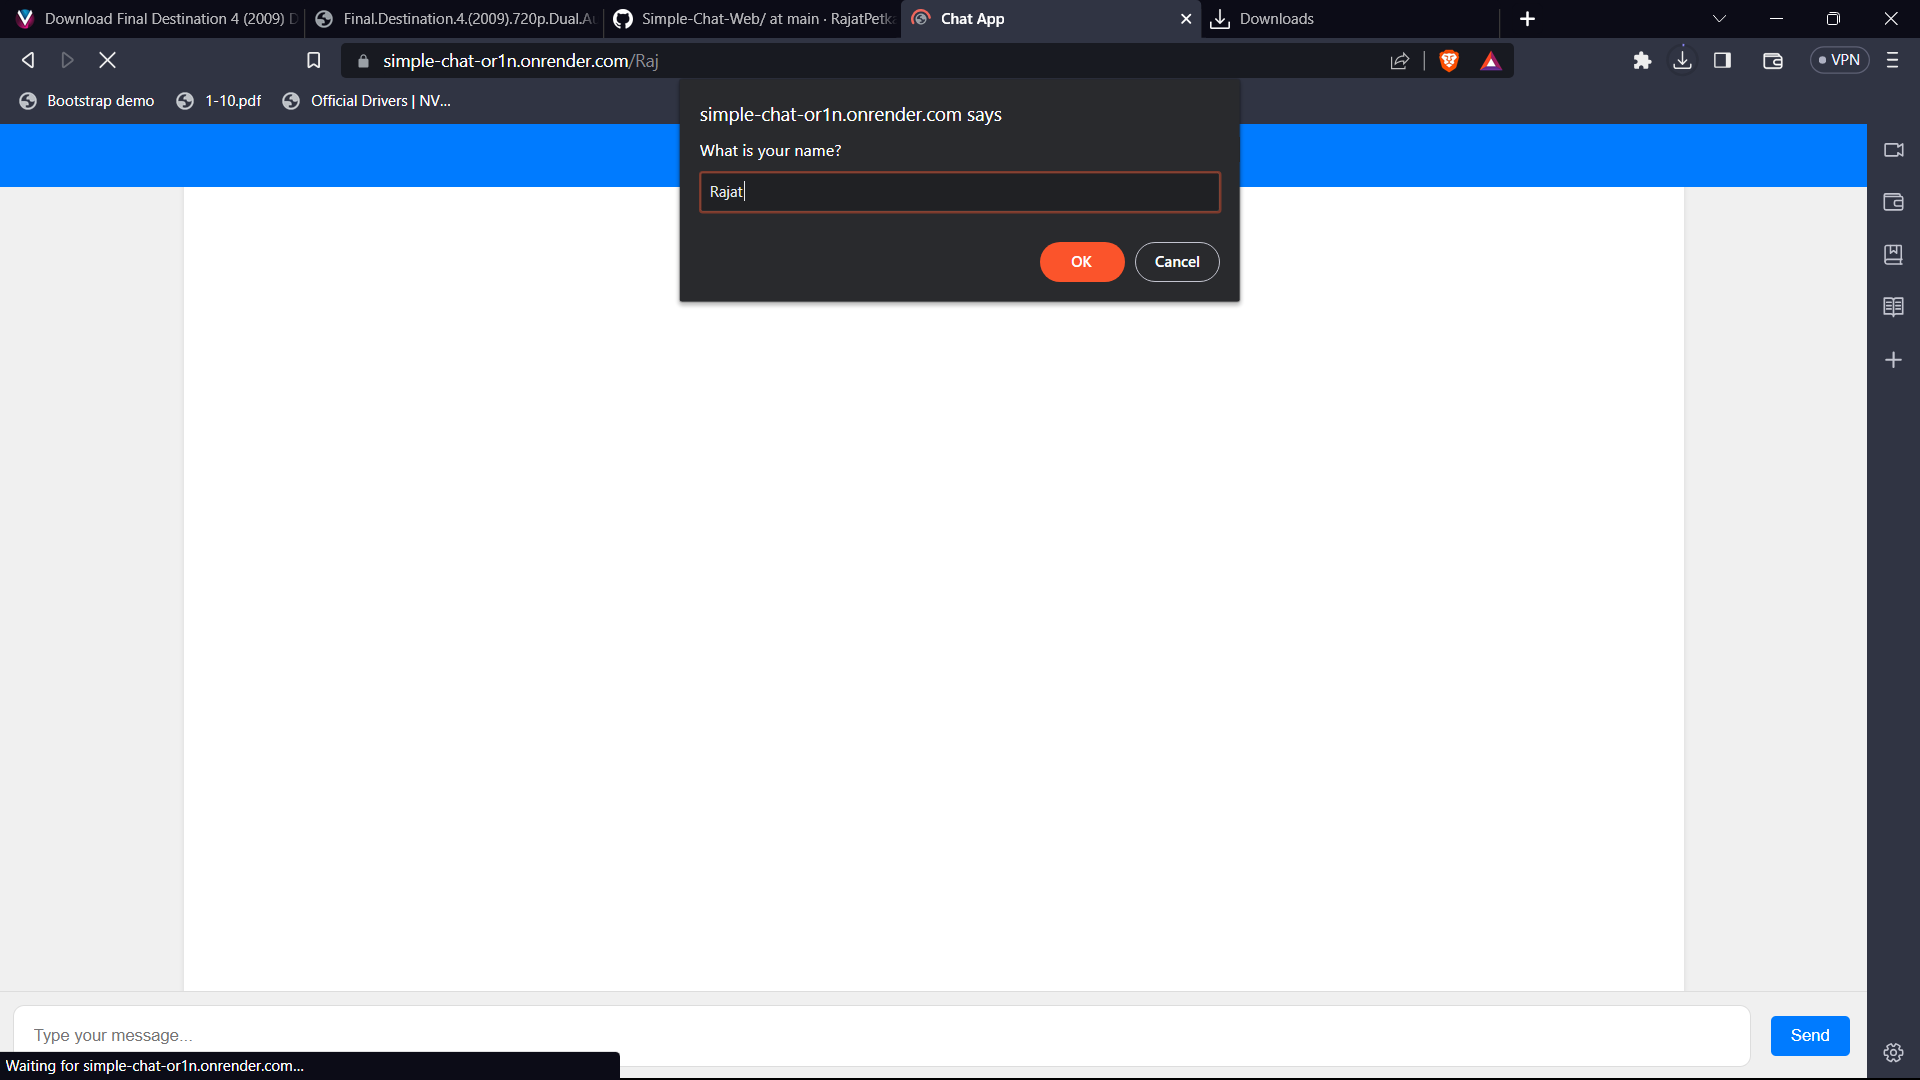 Download Final Destination 4 (2009) D
Final.Destination.4.(2009).720p.Dual.Au
Simple-Chat-Web/ at main · RajatPetka
Chat App
Downloads
simple-chat-or1n.onrender.com/Raj
VPN
Bootstrap demo
1-10.pdf
Official Drivers | NV...
simple-chat-or1n.onrender.com says
What is your name?
Rajat
OK
Cancel
Type your message...
Send
Waiting for simple-chat-or1n.onrender.com...